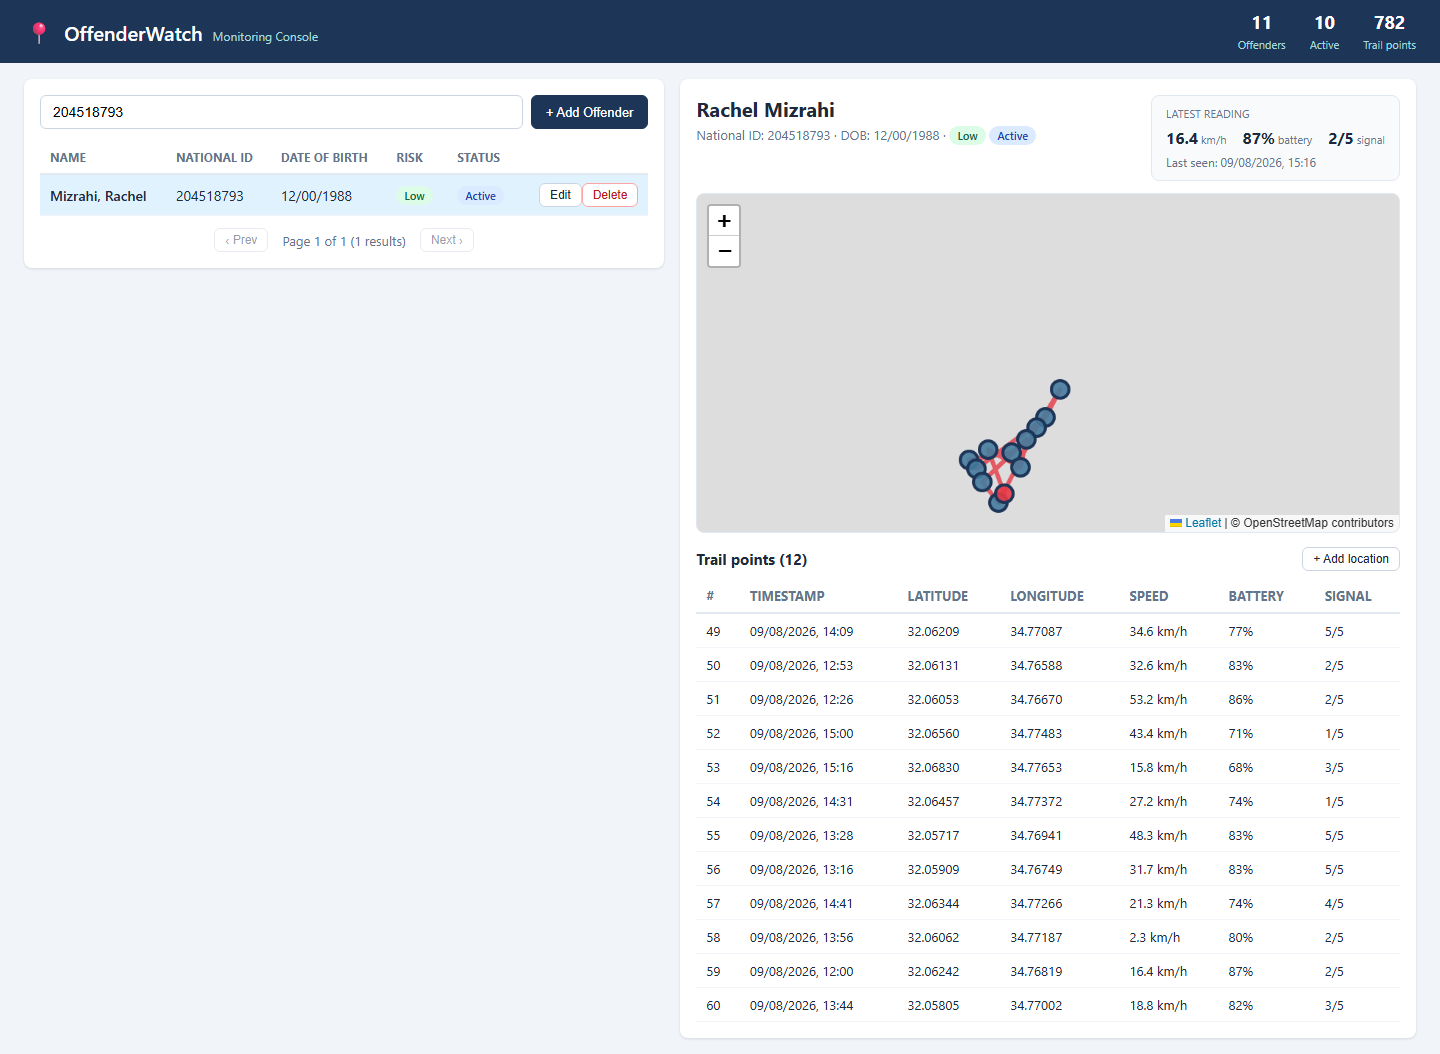 OffenderWatch Monitoring Console
11 10 782
Offenders Active Trail points
204518793 + Add Offender
NAME NATIONAL ID DATE OF BIRTH RISK STATUS
Mizrahi, Rachel 204518793 12/00/1988 Low Active Edit Delete
‹ Prev Page 1 of 1 (1 results) Next ›
Rachel Mizrahi
National ID: 204518793 · DOB: 12/00/1988 · Low Active
LATEST READING
16.4 km/h 87% battery 2/5 signal
Last seen: 09/08/2026, 15:16
+
−
Leaflet | © OpenStreetMap contributors
Trail points (12) + Add location
# TIMESTAMP LATITUDE LONGITUDE SPEED BATTERY SIGNAL
49 09/08/2026, 14:09 32.06209 34.77087 34.6 km/h 77% 5/5
50 09/08/2026, 12:53 32.06131 34.76588 32.6 km/h 83% 2/5
51 09/08/2026, 12:26 32.06053 34.76670 53.2 km/h 86% 2/5
52 09/08/2026, 15:00 32.06560 34.77483 43.4 km/h 71% 1/5
53 09/08/2026, 15:16 32.06830 34.77653 15.8 km/h 68% 3/5
54 09/08/2026, 14:31 32.06457 34.77372 27.2 km/h 74% 1/5
55 09/08/2026, 13:28 32.05717 34.76941 48.3 km/h 83% 5/5
56 09/08/2026, 13:16 32.05909 34.76749 31.7 km/h 83% 5/5
57 09/08/2026, 14:41 32.06344 34.77266 21.3 km/h 74% 4/5
58 09/08/2026, 13:56 32.06062 34.77187 2.3 km/h 80% 2/5
59 09/08/2026, 12:00 32.06242 34.76819 16.4 km/h 87% 2/5
60 09/08/2026, 13:44 32.05805 34.77002 18.8 km/h 82% 3/5